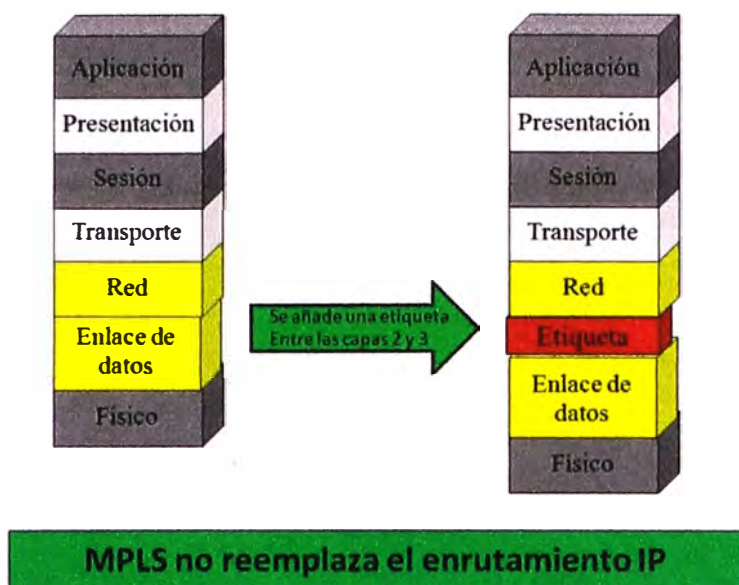 Aplicación
Presentación
Sesión
Transporte
Red
Enlace de
datos
Físico
Se añade una etiqueta
Entre las capas 2 y 3
Aplicación
Presentación
Sesión
Transporte
Red
Etiqueta
Enlace de
datos
Físico
MPLS no reemplaza el enrutamiento IP